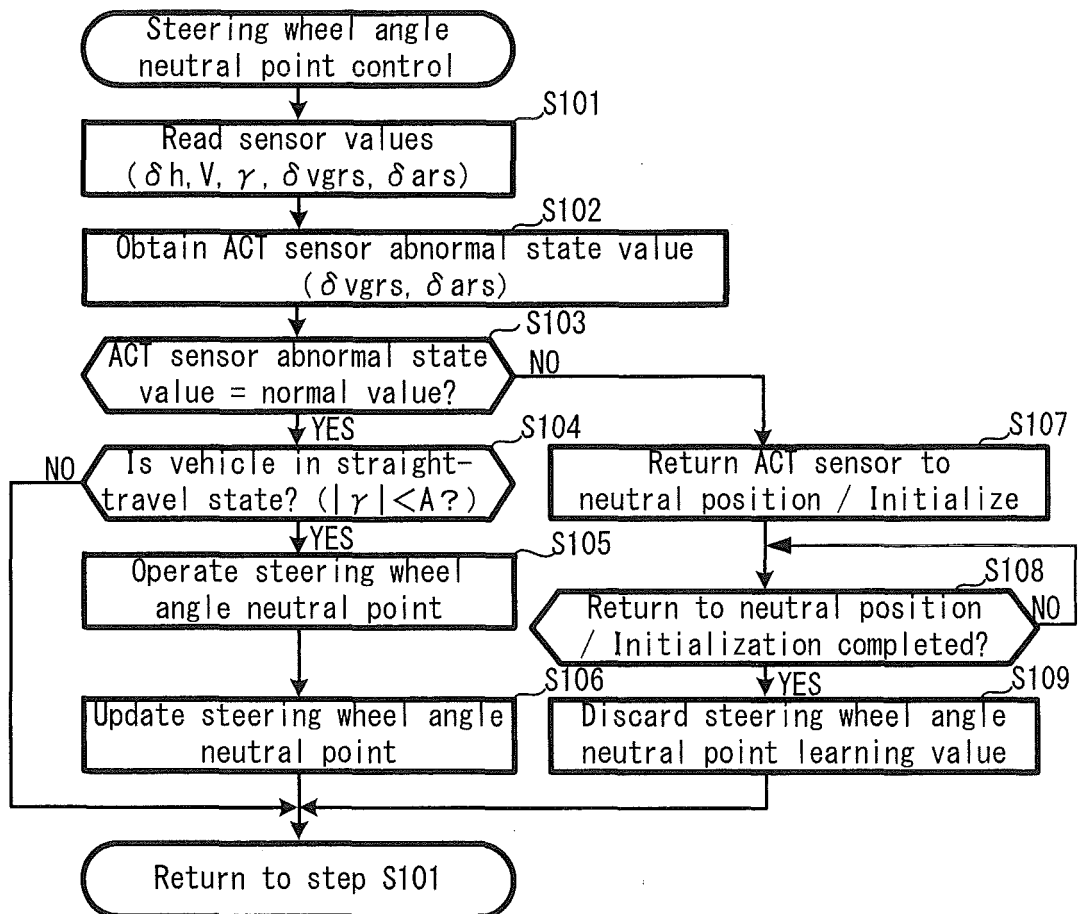 Steering wheel angle
neutral point control
S101
Read sensor values
(δh, V, γ, δvgrs, δars)
S102
Obtain ACT sensor abnormal state value
(δvgrs, δars)
S103
ACT sensor abnormal state
value = normal value?
NO
YES
S104
NO
Is vehicle in straight-
travel state? (|γ|<A?)
YES
S105
Operate steering wheel
angle neutral point
S106
Update steering wheel angle
neutral point
S107
Return ACT sensor to
neutral position / Initialize
S108
Return to neutral position
/ Initialization completed?
NO
YES
S109
Discard steering wheel angle
neutral point learning value
Return to step S101